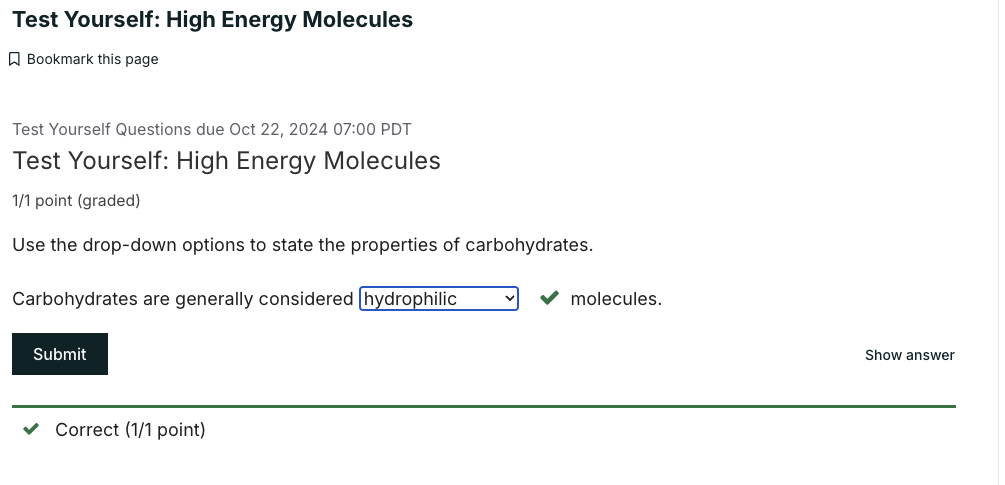 Test Yourself: High Energy Molecules
Bookmark this page
Test Yourself Questions due Oct 22, 2024 07:00 PDT
Test Yourself: High Energy Molecules
1/1 point (graded)
Use the drop-down options to state the properties of carbohydrates.
Carbohydrates are generally considered hydrophilic molecules.
Submit
Show answer
Correct (1/1 point)